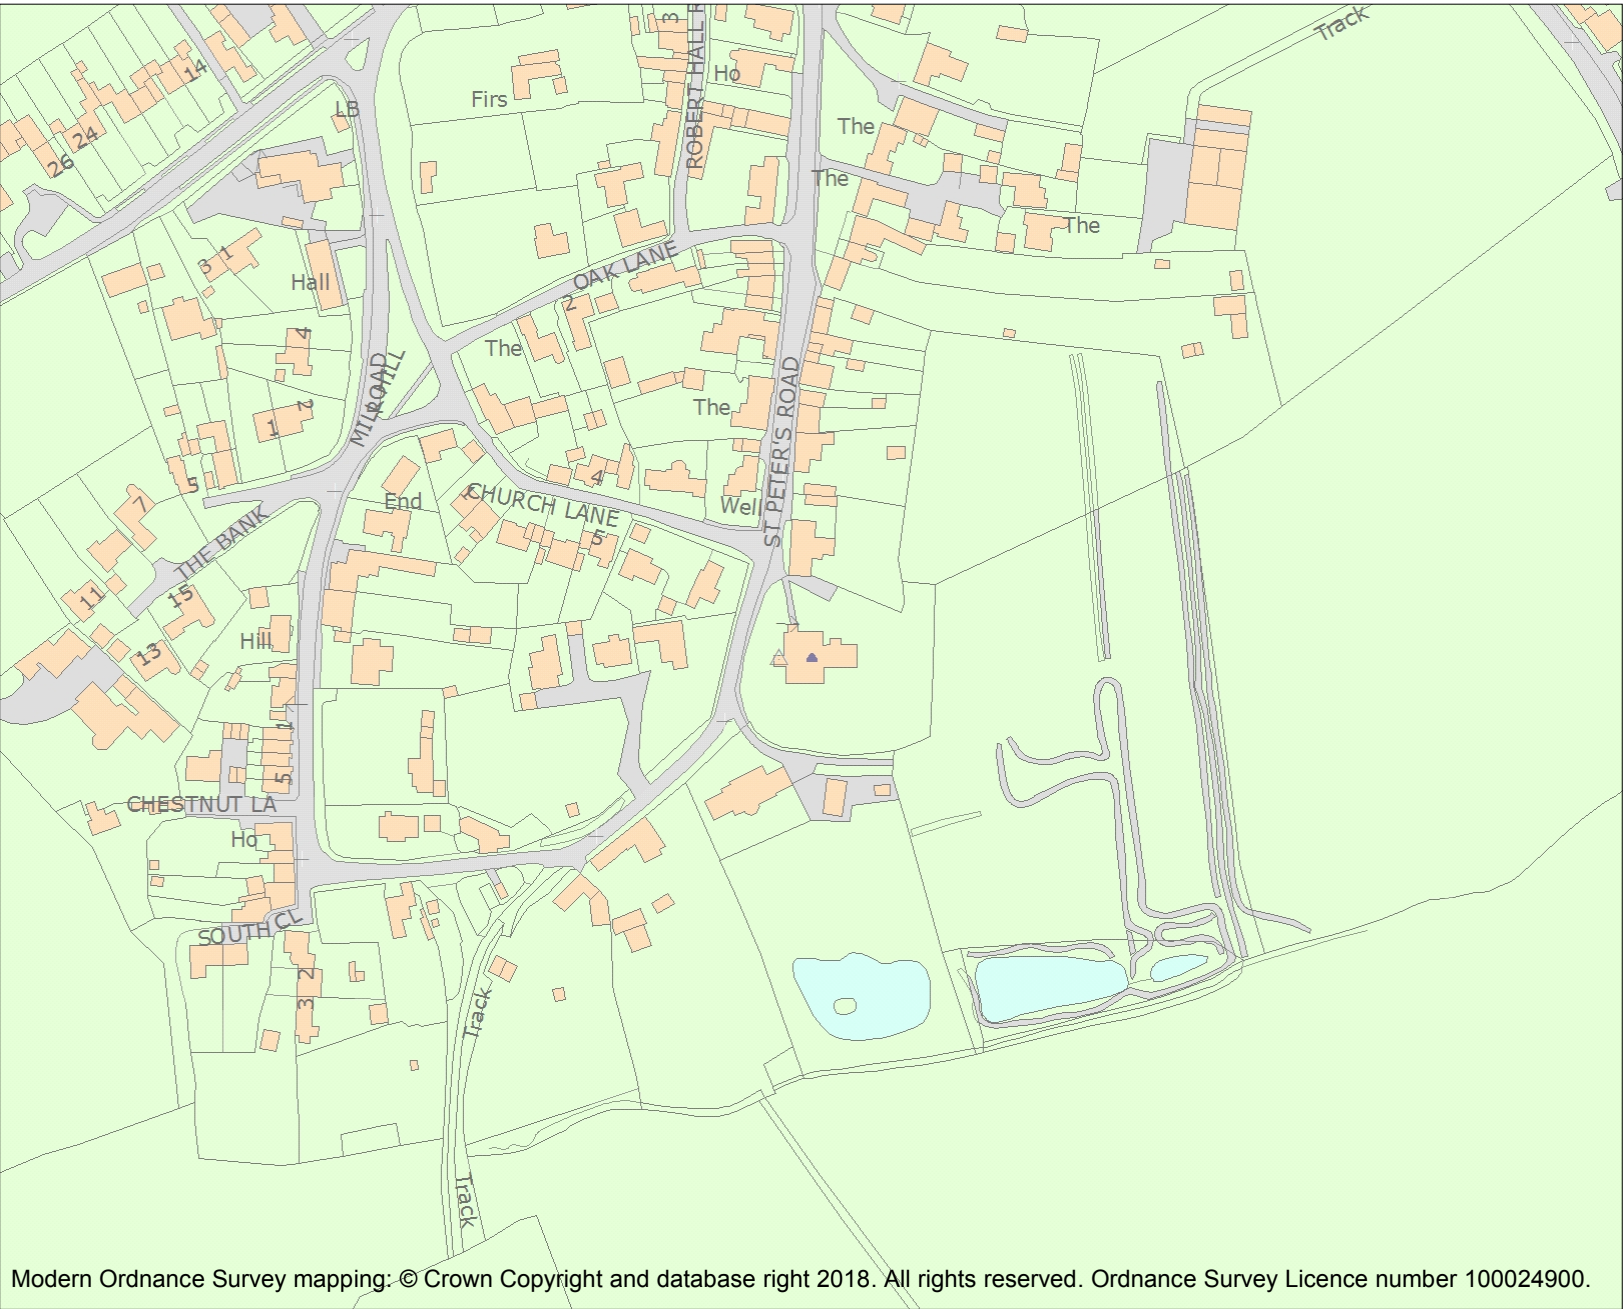 Track
3
14
ROBERT HALL R
Ho
Firs
LB
The
24
26
The
The
3 1
OAK LANE
Hall
2
4
The
MILL ROAD
HILL
The
ST PETER'S ROAD
2
1
4
5
CHURCH LANE
1
End
Well
7
THE BANK
5
15
11
Hill
13
1
5
CHESTNUT LA
Ho
SOUTH CL
2
3
Track
Track
Modern Ordnance Survey mapping: © Crown Copyright and database right 2018. All rights reserved. Ordnance Survey Licence number 100024900.